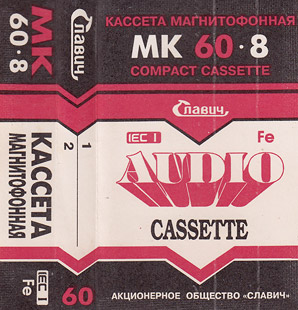 МК
60·8
Славич
КАССЕТА МАГНИТОФОННАЯ
МК 60·8
COMPACT CASSETTE
Славич
IEC I
Fe
AUDIO
CASSETTE
1
2
КАССЕТА
МАГНИТОФОННАЯ
IEC I
Fe
60
АКЦИОНЕРНОЕ ОБЩЕСТВО «СЛАВИЧ»